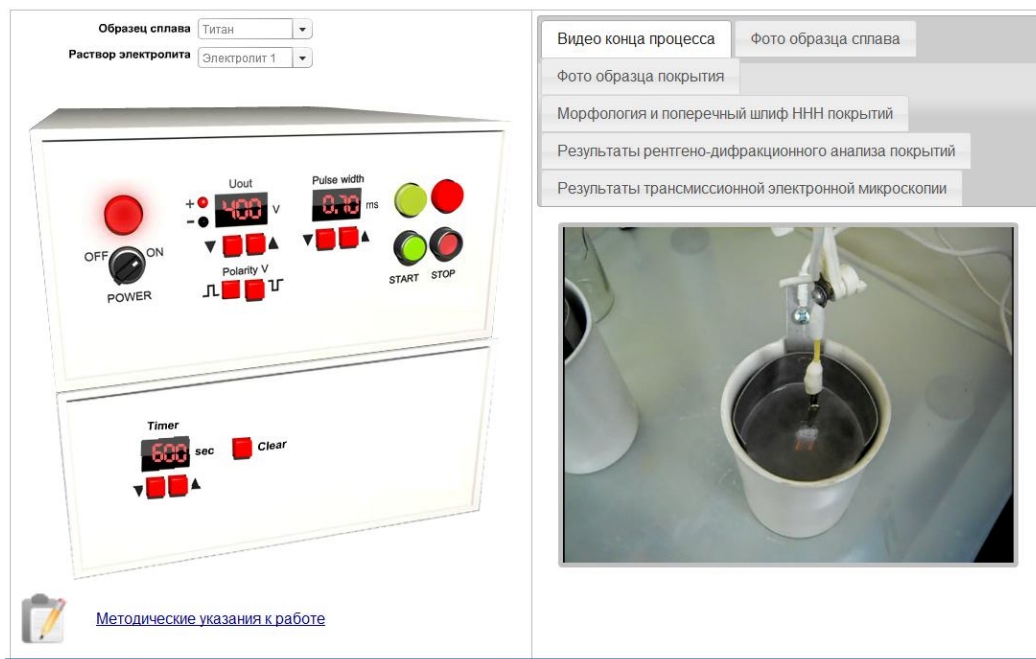 Образец сплава Титан
Раствор электролита Электролит 1
Uout
Pulse width
+
400 V
0.70 ms
-
OFF ON
POWER
Polarity V
START STOP
Timer
600 sec Clear
Методические указания к работе
Видео конца процесса Фото образца сплава
Фото образца покрытия
Морфология и поперечный шлиф ННН покрытий
Результаты рентгено-дифракционного анализа покрытий
Результаты трансмиссионной электронной микроскопии